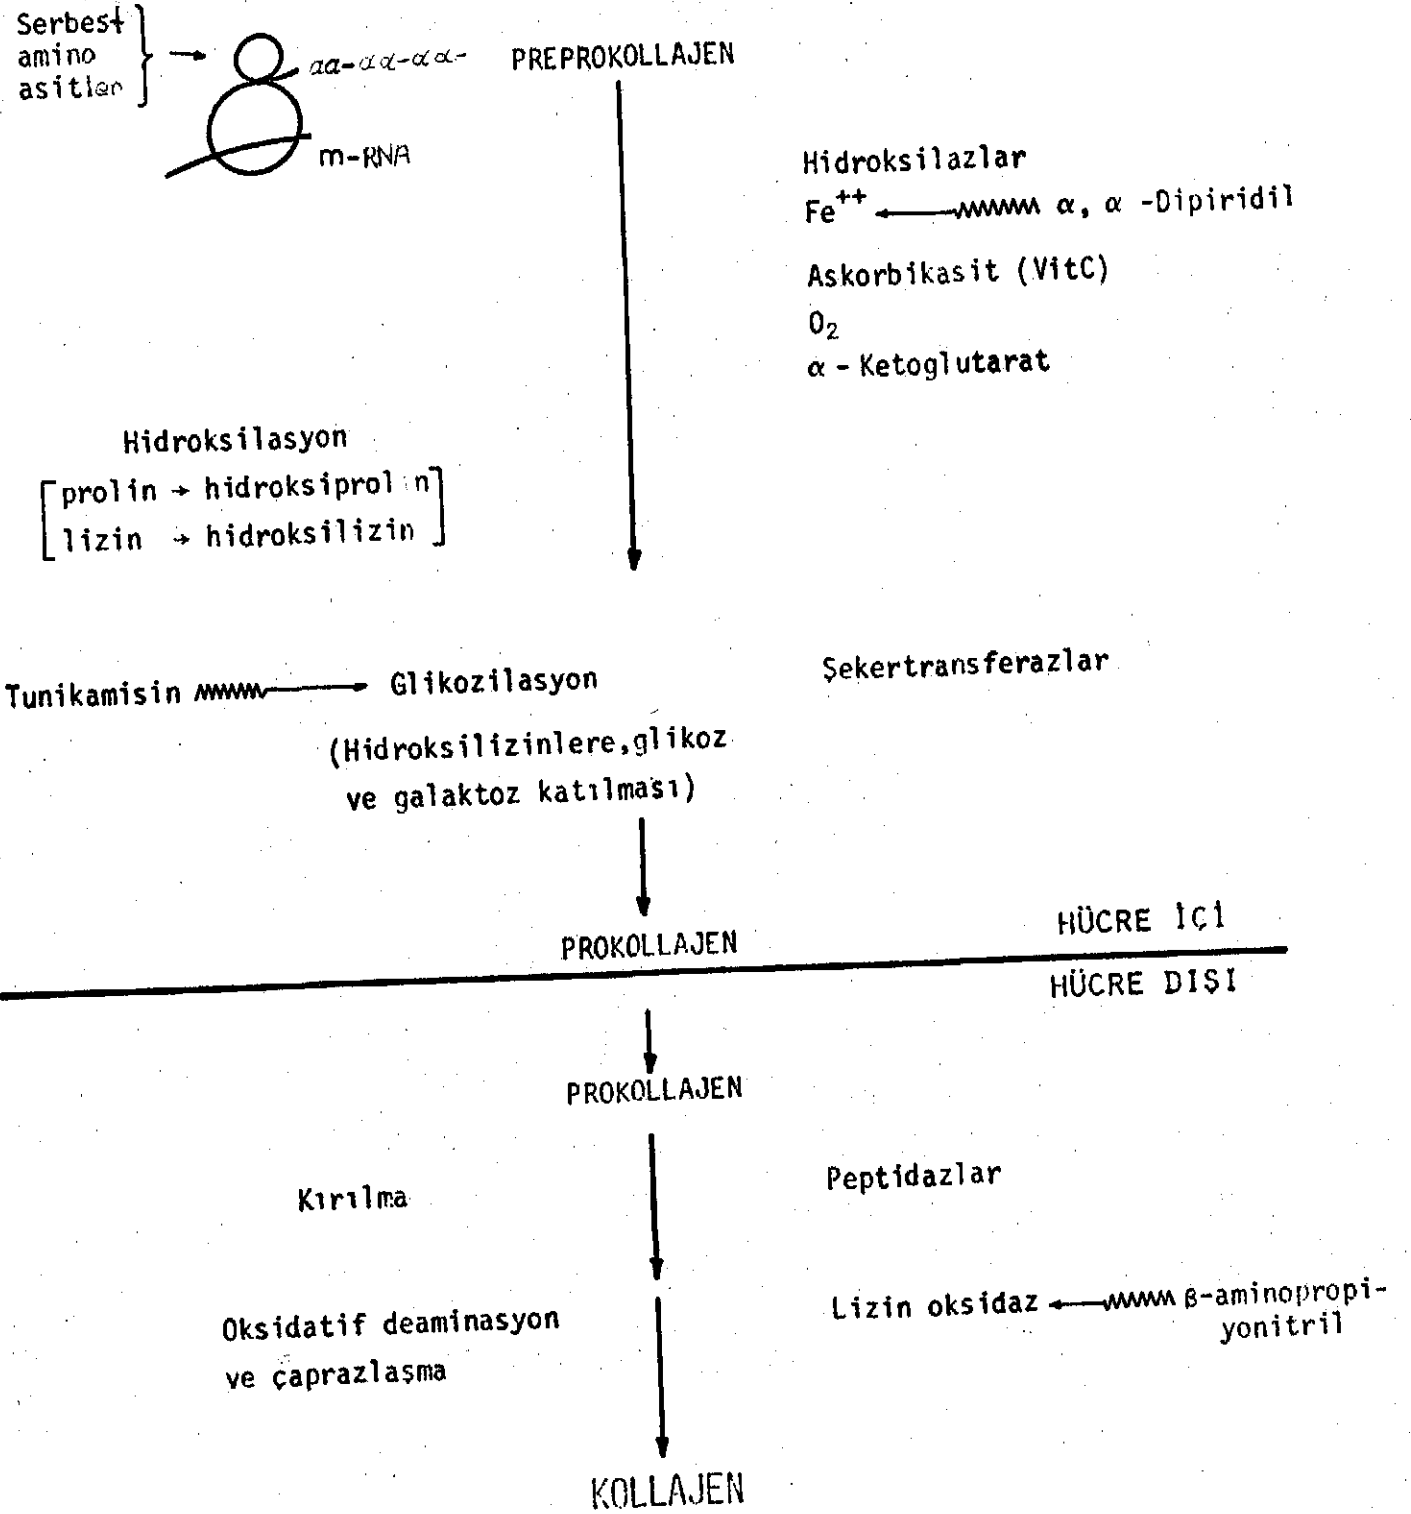 Serbest
amino
asitler
aa-αα-αα-
PREPROKOLLAJEN
m-RNA
Hidroksilazlar
Fe++ α, α -Dipiridil
Askorbikasit (VitC)
O2
α - Ketoglutarat
Hidroksilasyon
prolin → hidroksiprolin
lizin → hidroksilizin
Tunikamisin → Glikozilasyon
Şekertransferazlar
(Hidroksilizinlere,glikoz
ve galaktoz katılması)
PROKOLLAJEN
HÜCRE İÇİ
HÜCRE DIŞI
PROKOLLAJEN
Kırılma
Peptidazlar
Oksidatif deaminasyon
ve çaprazlaşma
Lizin oksidaz β-aminopropi-
yonitril
KOLLAJEN